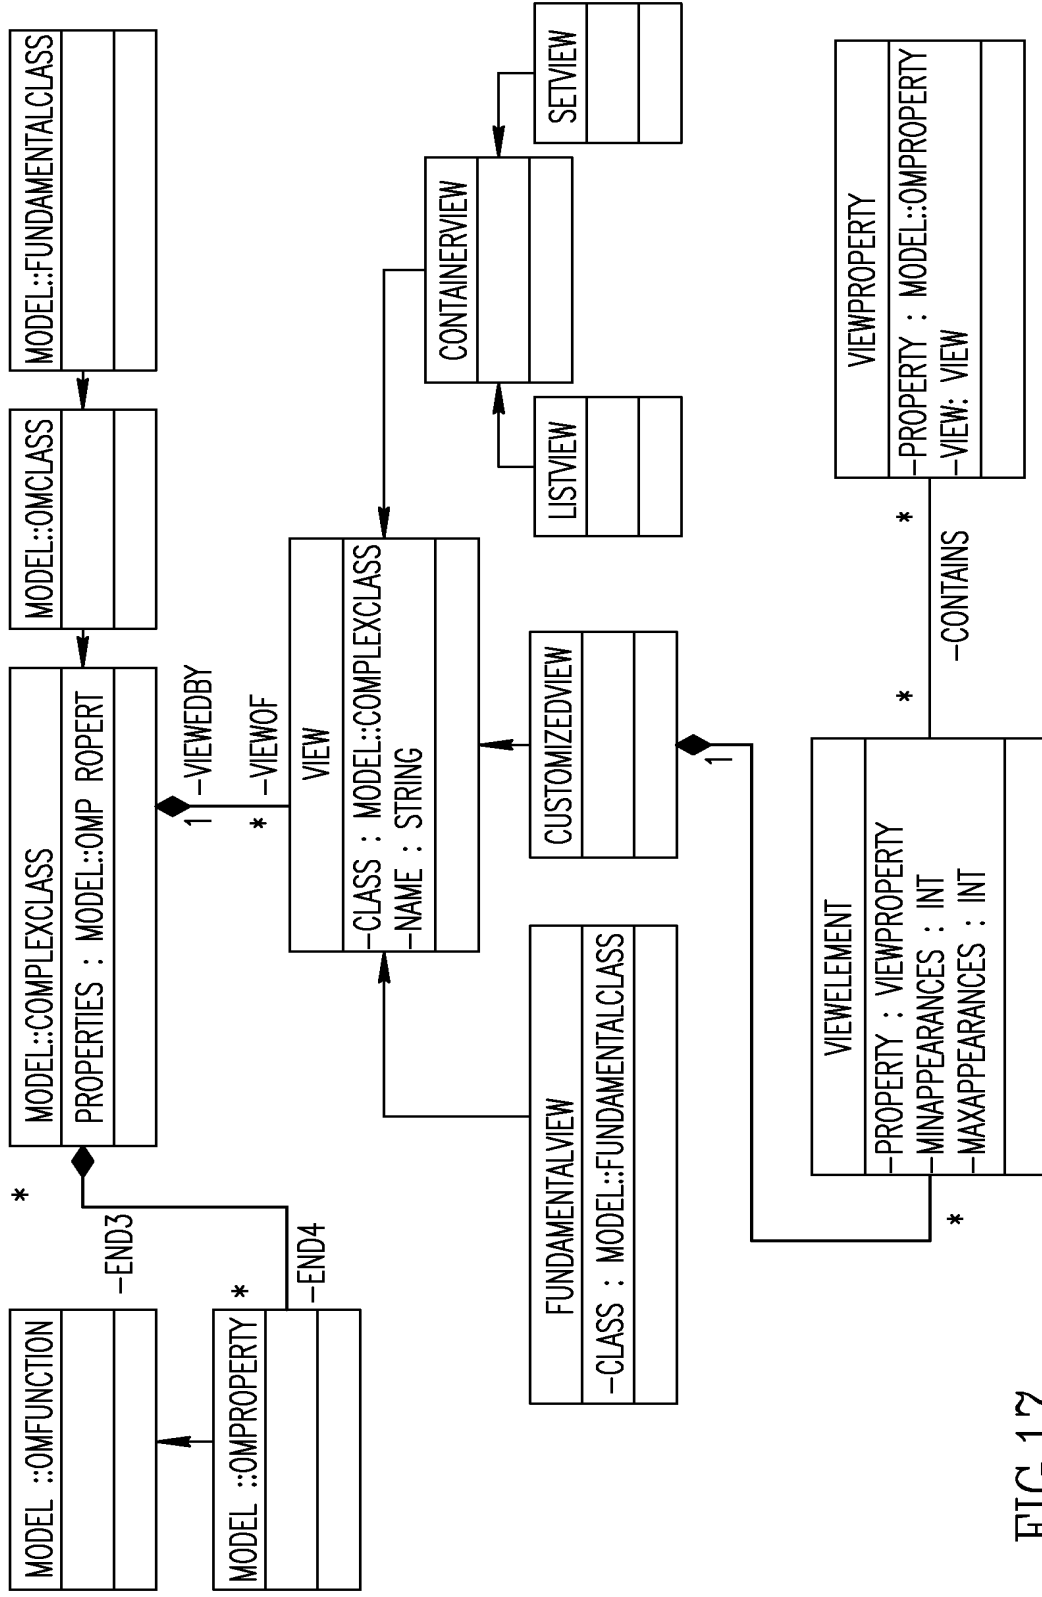 MODEL ::OMFUNCTION
*
MODEL::COMPLEXCLASS
PROPERTIES : MODEL::OMP ROPERT
MODEL::OMCLASS
MODEL::FUNDAMENTALCLASS
-END3
MODEL ::OMPROPERTY
*
-END4
1
-VIEWEDBY
*
-VIEWOF
VIEW
-CLASS : MODEL::COMPLEXCLASS
-NAME : STRING
CONTAINERVIEW
LISTVIEW
SETVIEW
FUNDAMENTALVIEW
-CLASS : MODEL::FUNDAMENTALCLASS
CUSTOMIZEDVIEW
1
*
VIEWELEMENT
-PROPERTY : VIEWPROPERTY
-MINAPPEARANCES : INT
-MAXAPPEARANCES : INT
*
-CONTAINS
*
VIEWPROPERTY
-PROPERTY : MODEL::OMPROPERTY
-VIEW: VIEW
FIG.17